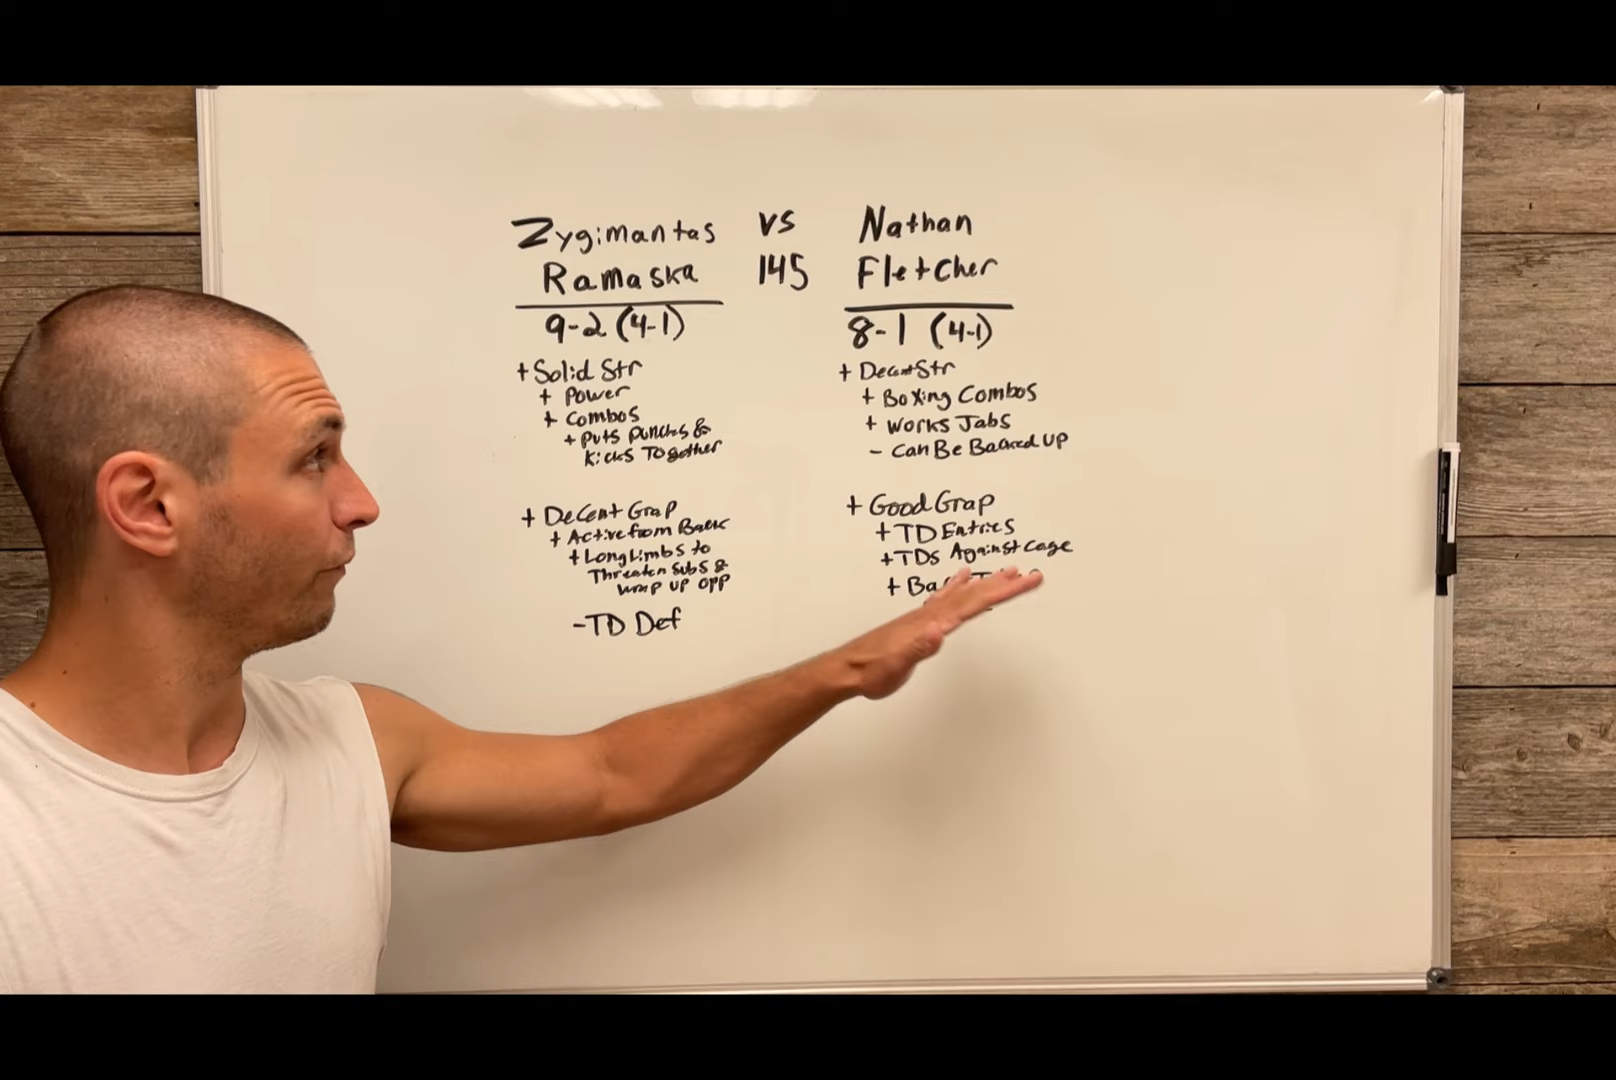 Zygimantas vs Nathan
Ramaska 145 Fletcher
9-2 (4-1)
+ Solid Str
+ Power
+ Combos
+ Puts Punches &
Kicks Together
+ Decent Grap
+ Active from Back
+ Long Limbs to
Threaten Subs &
wrap up opp
- TD Def
8-1 (4-1)
+ Decent Str
+ Boxing Combos
+ Works Jabs
- Can Be Backed UP
+ Good Grap
+ TD Entries
+ TDs Against Cage
+